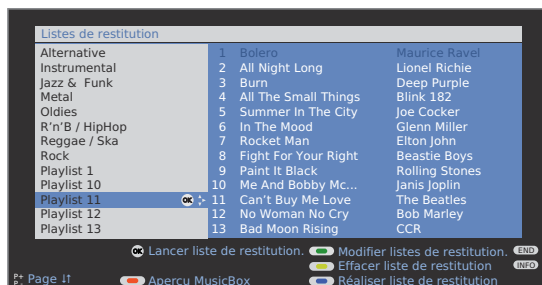 Listes de restitution
Alternative 1 Bolero Maurice Ravel
Instrumental 2 All Night Long Lionel Richie
Jazz & Funk 3 Burn Deep Purple
Metal 4 All The Small Things Blink 182
Oldies 5 Summer In The City Joe Cocker
R'n'B / HipHop 6 In The Mood Glenn Miller
Reggae / Ska 7 Rocket Man Elton John
Rock 8 Fight For Your Right Beastie Boys
Playlist 1 9 Paint It Black Rolling Stones
Playlist 10 10 Me And Bobby Mc... Janis Joplin
Playlist 11 OK 11 Can't Buy Me Love The Beatles
Playlist 12 12 No Woman No Cry Bob Marley
Playlist 13 13 Bad Moon Rising CCR
OK Lancer liste de restitution. Modifier listes de restitution. END
Effacer liste de restitution INFO
P+ Page ↓↑ Apercu MusicBox Réaliser liste de restitution